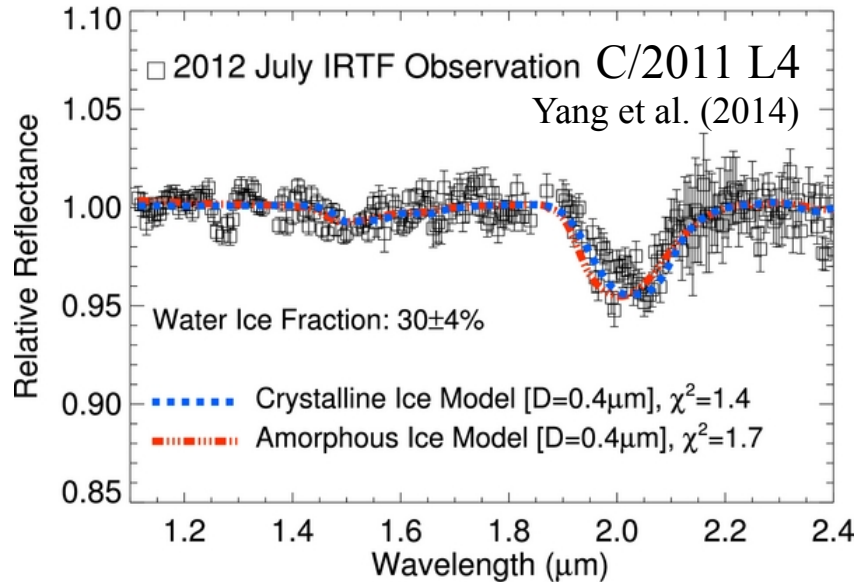 1.10
□ 2012 July IRTF Observation C/2011 L4
Yang et al. (2014)
1.05
1.00
0.95
0.90
0.85
Relative Reflectance
Water Ice Fraction: 30±4%
Crystalline Ice Model [D=0.4μm], χ²=1.4
Amorphous Ice Model [D=0.4μm], χ²=1.7
1.2 1.4 1.6 1.8 2.0 2.2 2.4
Wavelength (μm)